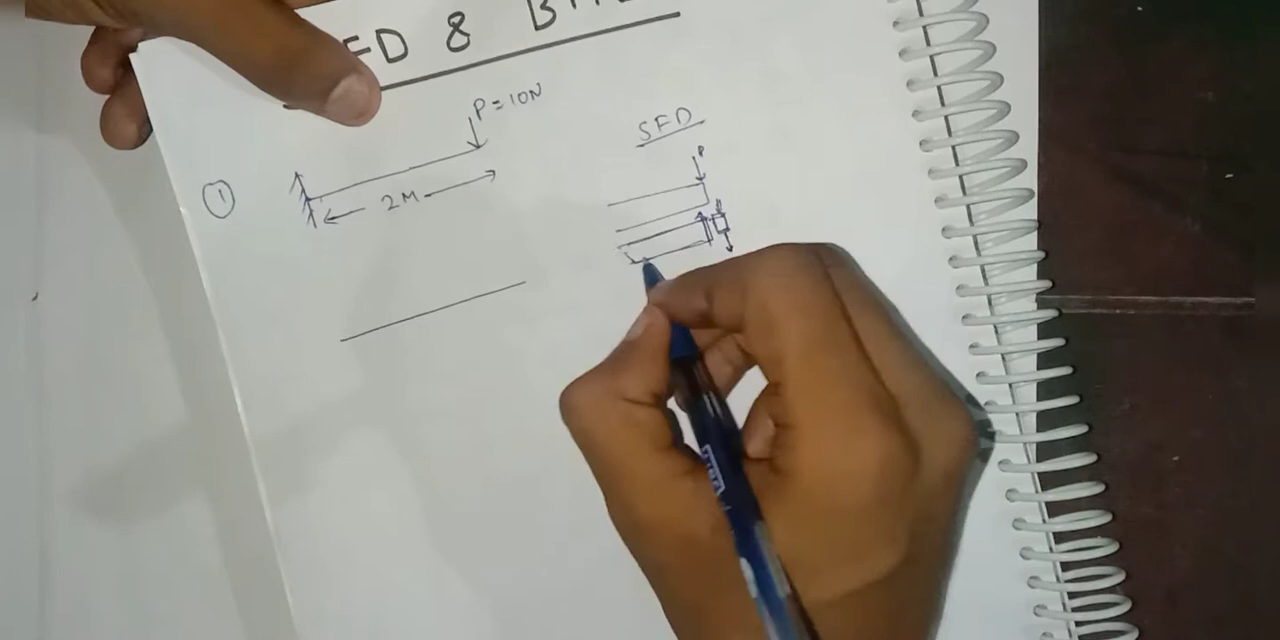 FD & B
P = 10N
SFD
P
①
2M